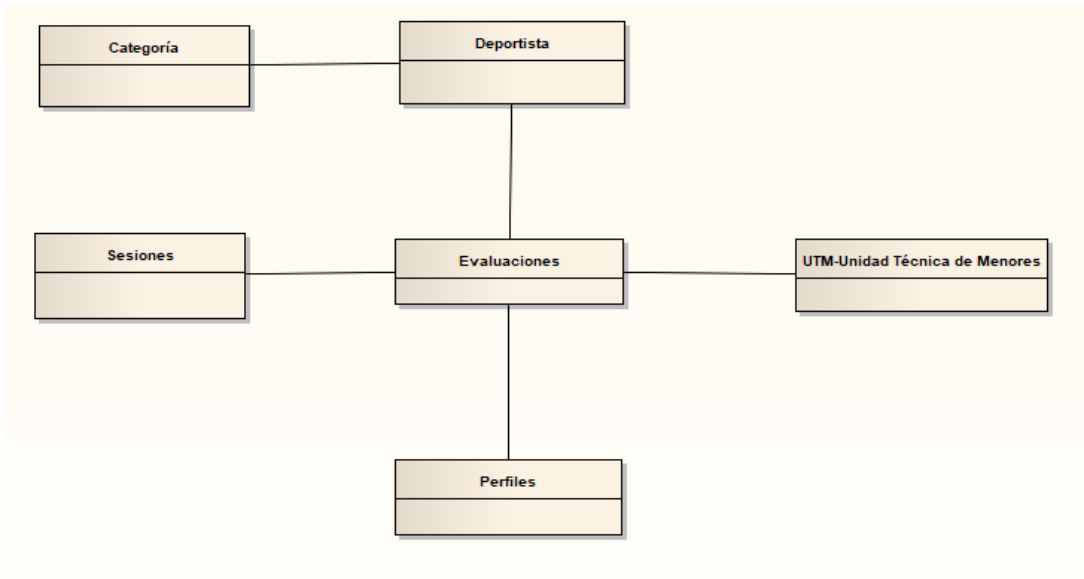 Categoría
Deportista
Sesiones
Evaluaciones
UTM-Unidad Técnica de Menores
Perfiles